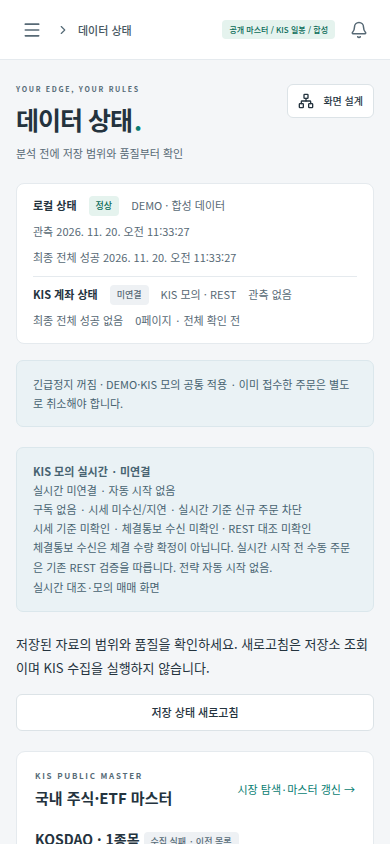 데이터 상태
공개 마스터 / KIS 일봉 / 합성
YOUR EDGE, YOUR RULES
데이터 상태.
화면 설계
분석 전에 저장 범위와 품질부터 확인
로컬 상태 정상 DEMO · 합성 데이터
관측 2026. 11. 20. 오전 11:33:27
최종 전체 성공 2026. 11. 20. 오전 11:33:27
KIS 계좌 상태 미연결 KIS 모의 · REST 관측 없음
최종 전체 성공 없음 0페이지 · 전체 확인 전
긴급정지 꺼짐 · DEMO·KIS 모의 공통 적용 · 이미 접수한 주문은 별도
로 취소해야 합니다.
KIS 모의 실시간 · 미연결
실시간 미연결 · 자동 시작 없음
구독 없음 · 시세 미수신/지연 · 실시간 기준 신규 주문 차단
시세 기준 미확인 · 체결통보 수신 미확인 · REST 대조 미확인
체결통보 수신은 체결 수량 확정이 아닙니다. 실시간 시작 전 수동 주문
은 기존 REST 검증을 따릅니다. 전략 자동 시작 없음.
실시간 대조·모의 매매 화면
저장된 자료의 범위와 품질을 확인하세요. 새로고침은 저장소 조회
이며 KIS 수집을 실행하지 않습니다.
저장 상태 새로고침
KIS PUBLIC MASTER
국내 주식·ETF 마스터
시장 탐색·마스터 갱신 →
KOSDAQ · 1종목 수집 실패 · 이전 목록